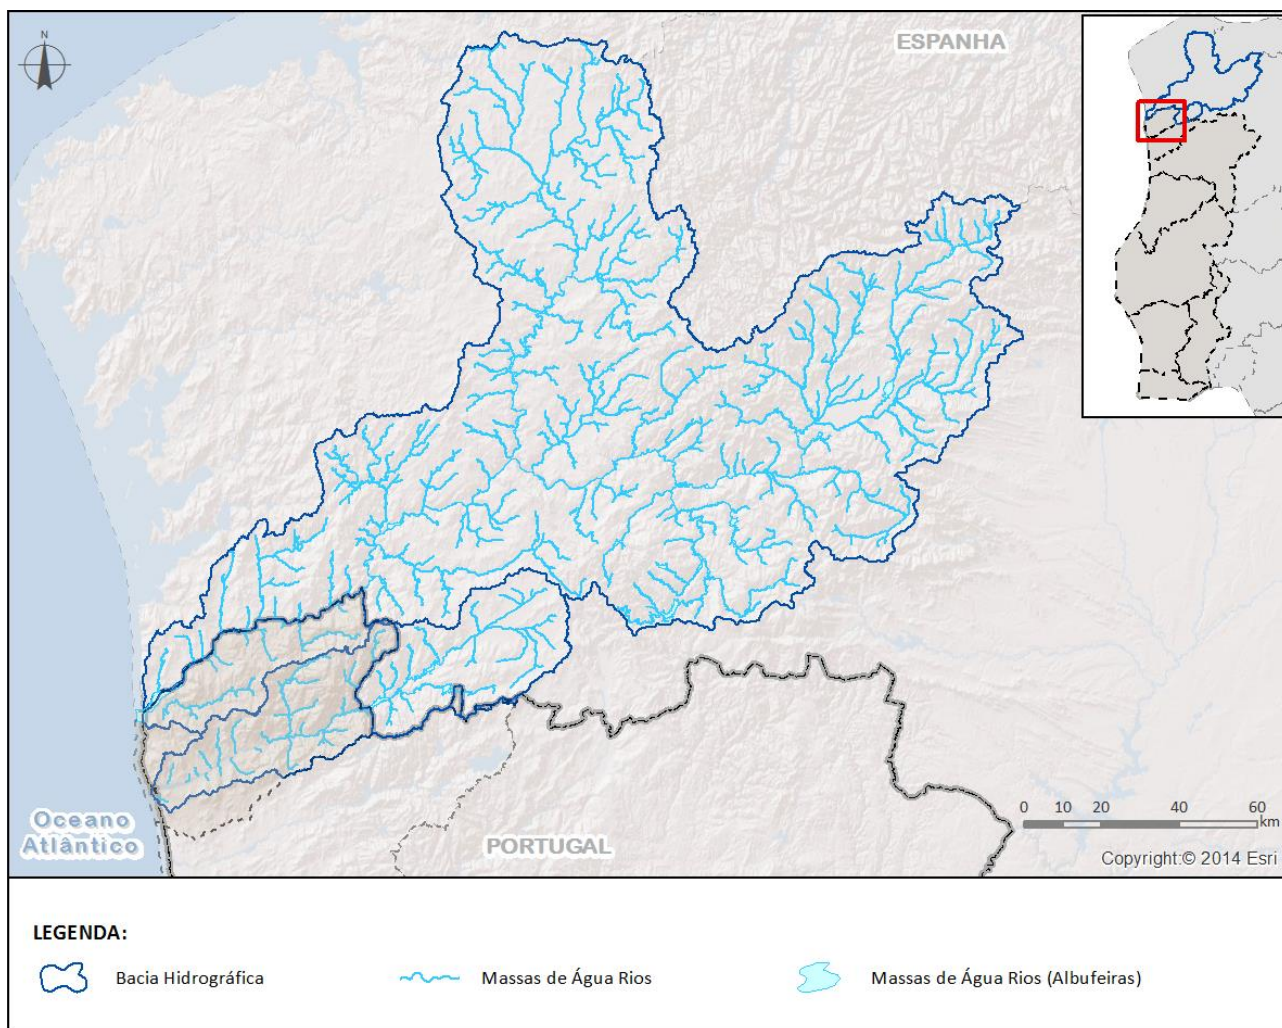 N
ESPANHA
Oceano
Atlântico
PORTUGAL
0 10 20 40 60
km
Copyright:© 2014 Esri
LEGENDA:
Bacia Hidrográfica
Massas de Água Rios
Massas de Água Rios (Albufeiras)